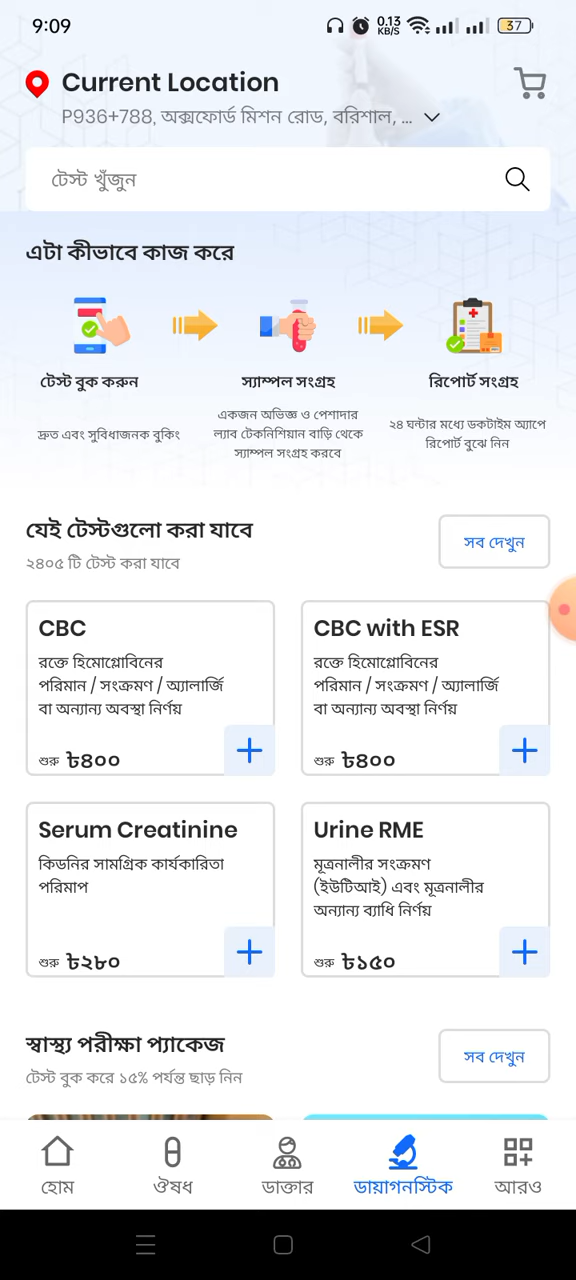 9:09
0.13
KB/S
37
Current Location
P936+788, অক্সফোর্ড মিশন রোড, বরিশাল, ...
টেস্ট খুঁজুন
এটা কীভাবে কাজ করে
টেস্ট বুক করুন
স্যাম্পল সংগ্রহ
রিপোর্ট সংগ্রহ
দ্রুত এবং সুবিধাজনক বুকিং
একজন অভিজ্ঞ ও পেশাদার
ল্যাব টেকনিশিয়ান বাড়ি থেকে
স্যাম্পল সংগ্রহ করবে
২৪ ঘন্টার মধ্যে ডকটাইম অ্যাপে
রিপোর্ট বুঝে নিন
যেই টেস্টগুলো করা যাবে
২৪০৫ টি টেস্ট করা যাবে
সব দেখুন
CBC
রক্তে হিমোগ্লোবিনের
পরিমান / সংক্রমণ / অ্যালার্জি
বা অন্যান্য অবস্থা নির্ণয়
শুরু ৳৪০০
CBC with ESR
রক্তে হিমোগ্লোবিনের
পরিমান / সংক্রমণ / অ্যালার্জি
বা অন্যান্য অবস্থা নির্ণয়
শুরু ৳৪০০
Serum Creatinine
কিডনির সামগ্রিক কার্যকারিতা
পরিমাপ
শুরু ৳২৮০
Urine RME
মূত্রনালীর সংক্রমণ
(ইউটিআই) এবং মূত্রনালীর
অন্যান্য ব্যাধি নির্ণয়
শুরু ৳১৫০
স্বাস্থ্য পরীক্ষা প্যাকেজ
টেস্ট বুক করে ১৫% পর্যন্ত ছাড় নিন
সব দেখুন
হোম
ঔষধ
ডাক্তার
ডায়াগনস্টিক
আরও